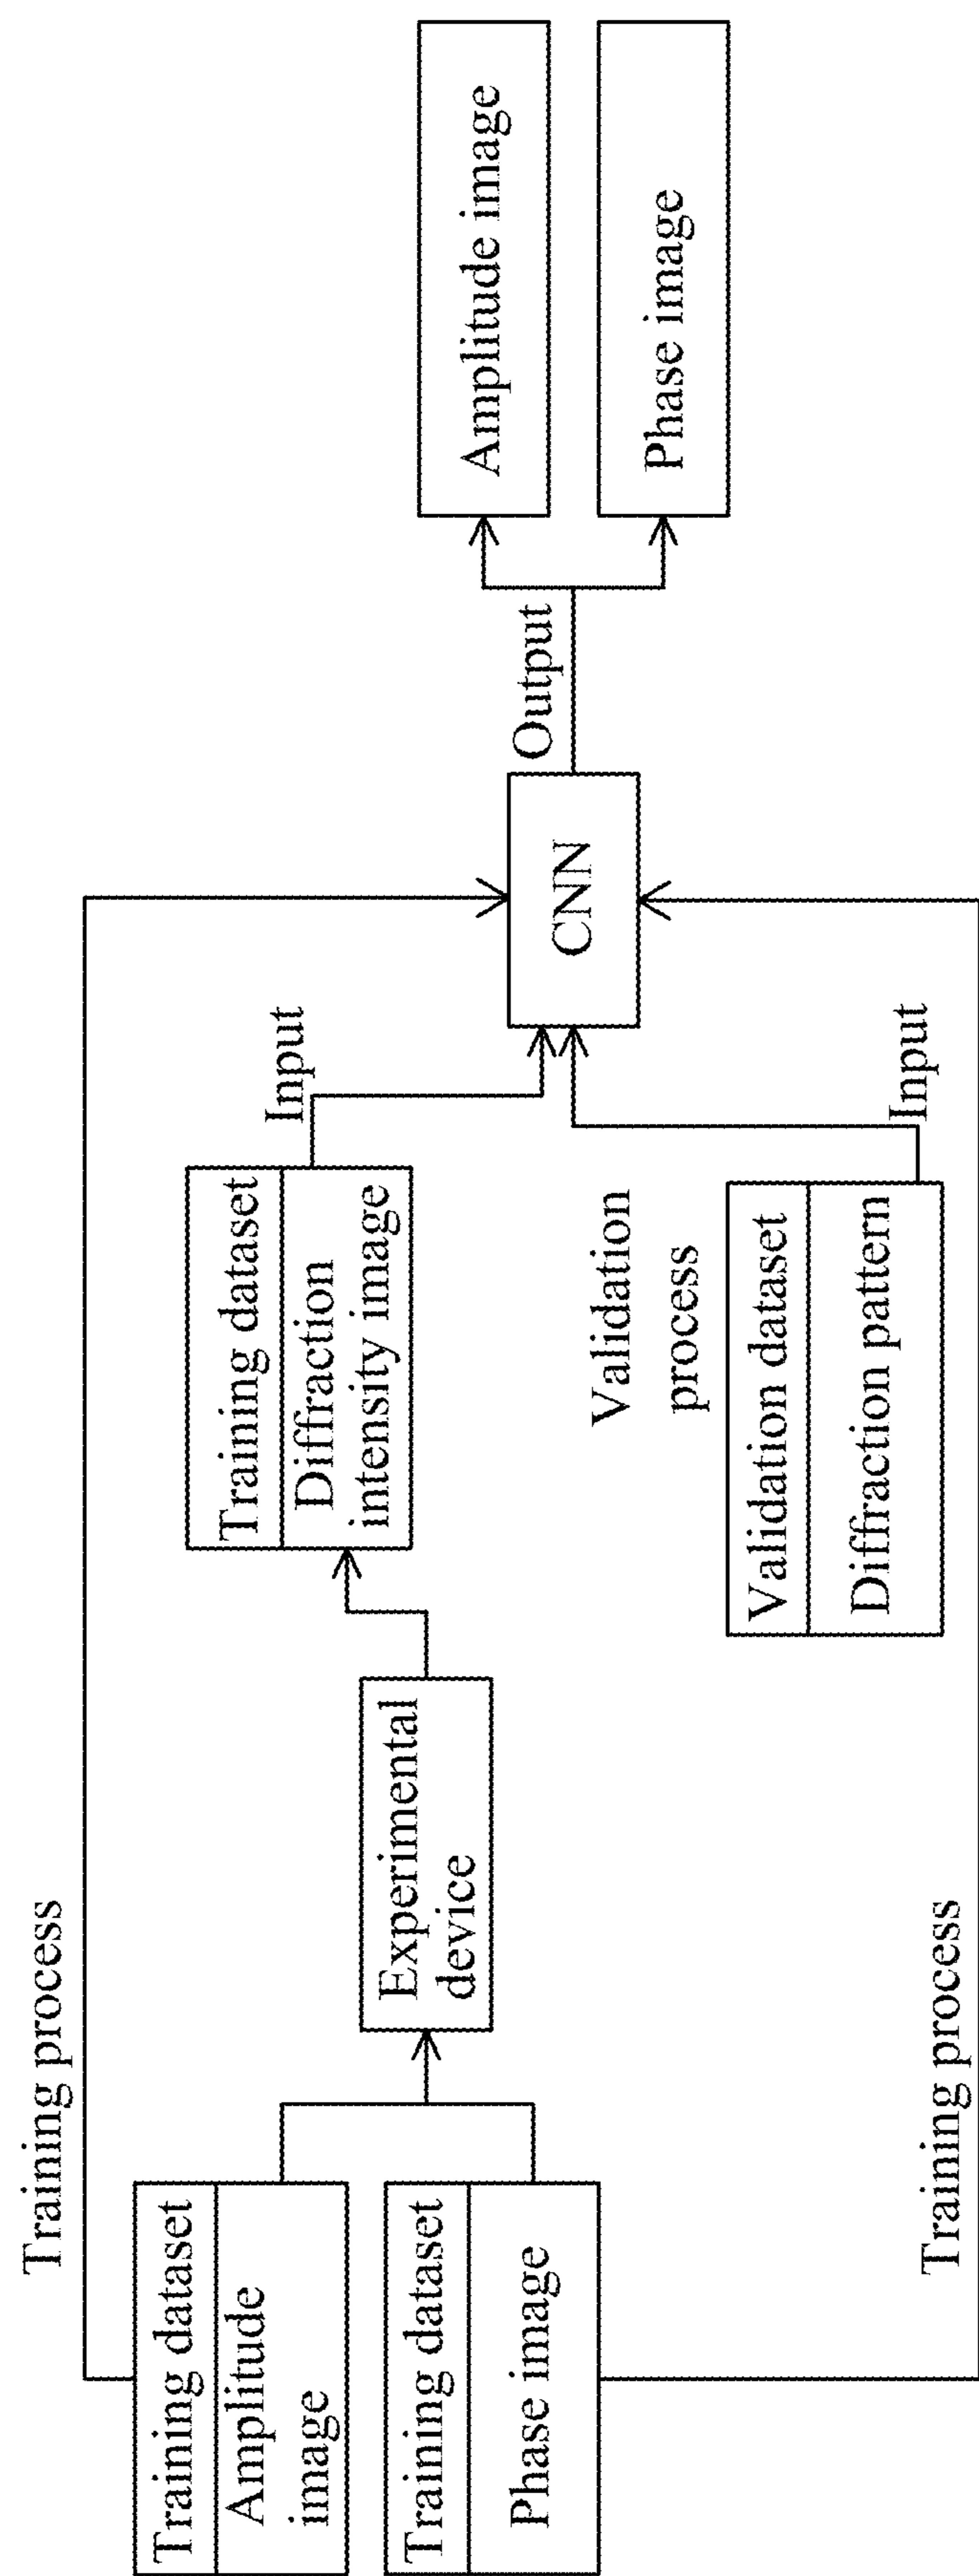 Training process
Training dataset
Amplitude
image
Training dataset
Phase image
Training process
Experimental
device
Training dataset
Diffraction
intensity image
Input
Validation
process
Validation dataset
Diffraction pattern
Input
CNN
Output
Amplitude image
Phase image